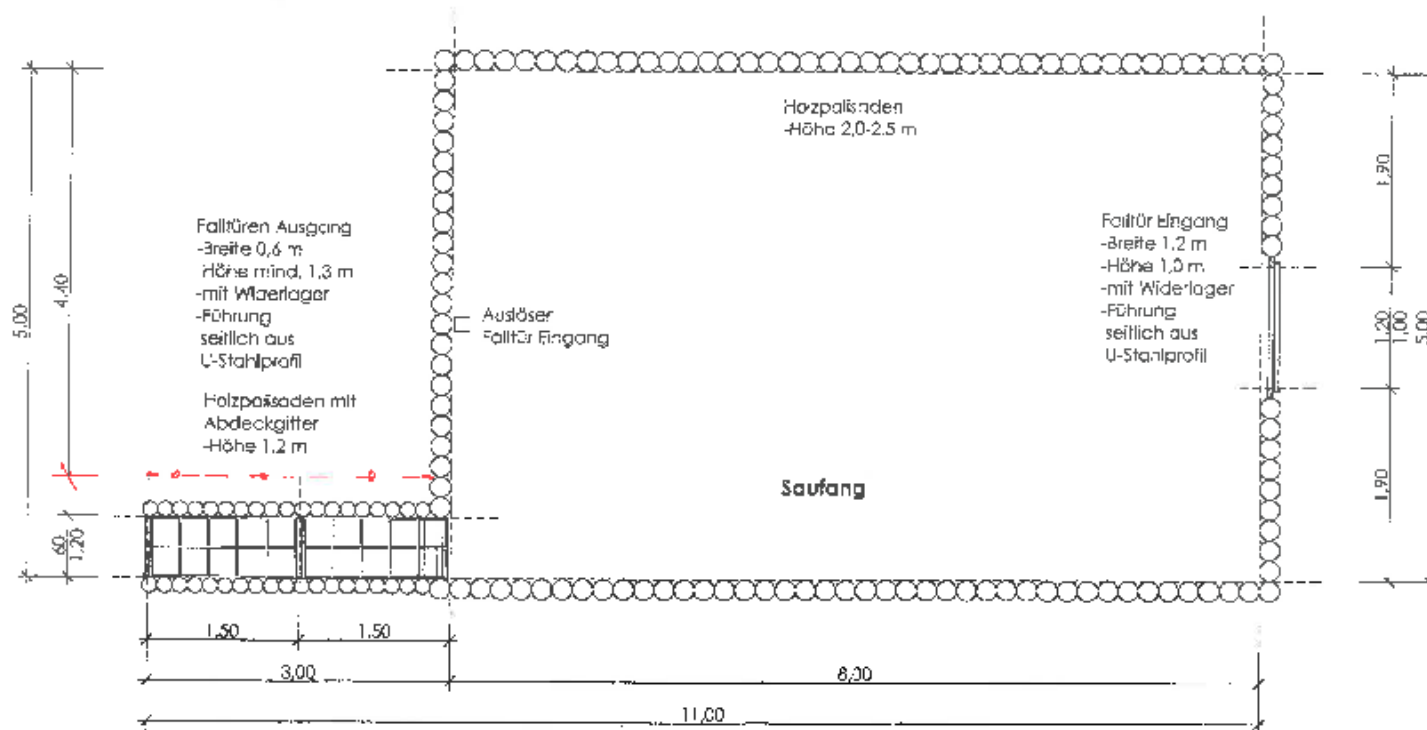 Holzpalisaden
-Höhe 2,0-2.5 m
Falltüren Ausgang
-Breite 0,6 m
Höhe mind. 1,3 m
-mit Widerlager
-Führung
seitlich aus
U-Stahlprofil
Holzpalisaden mit
Abdeckgitter
-Höhe 1.2 m
Auslöser
Falltür Eingang
Falltür Eingang
-Breite 1,2 m
-Höhe 1,0 m
-mit Widerlager
-Führung
seitlich aus
U-Stahlprofil
Saufang
5.00
4.40
60
1.20
1,90
1.20
1,00
5,00
1,90
1,50
1,50
3,00
8,00
11,00